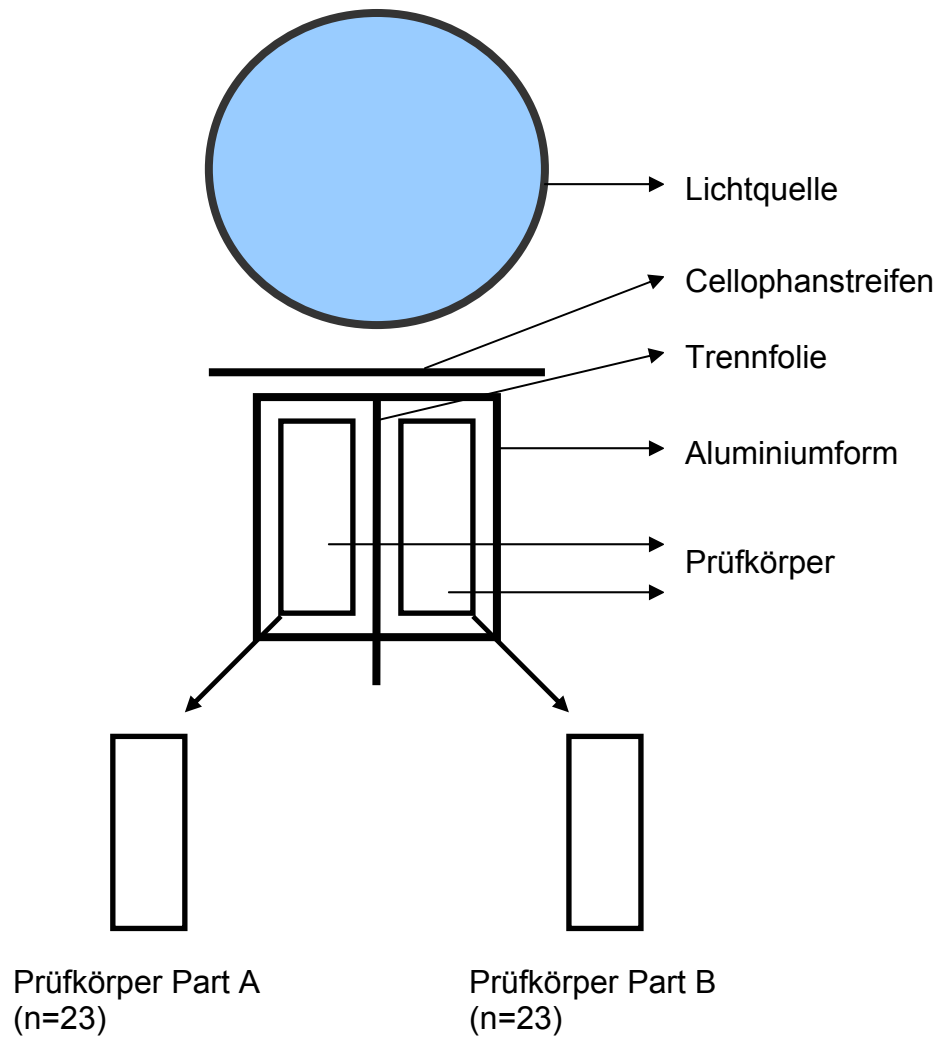 Lichtquelle
Cellophanstreifen
Trennfolie
Aluminiumform
Prüfkörper
Prüfkörper Part A
(n=23)
Prüfkörper Part B
(n=23)